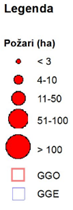 Legenda
Požari (ha)
< 3
4-10
11-50
51-100
> 100
GGO
GGE